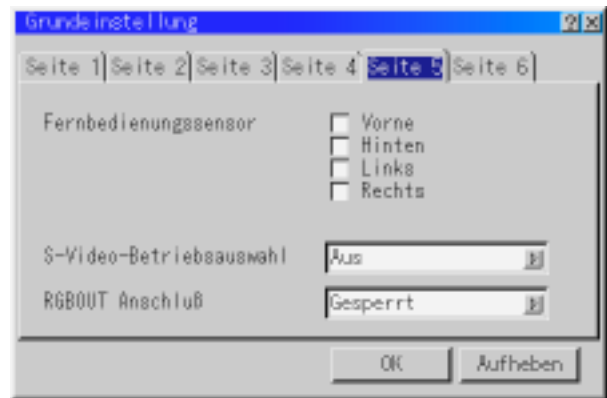 Grundeinstellung
Seite 1 Seite 2 Seite 3 Seite 4 Seite 5 Seite 6
Fernbedienungssensor Vorne
Hinten
Links
Rechts
S-Video-Betriebsauswahl Aus
RGBOUT Anschluß Gesperrt
OK Aufheben